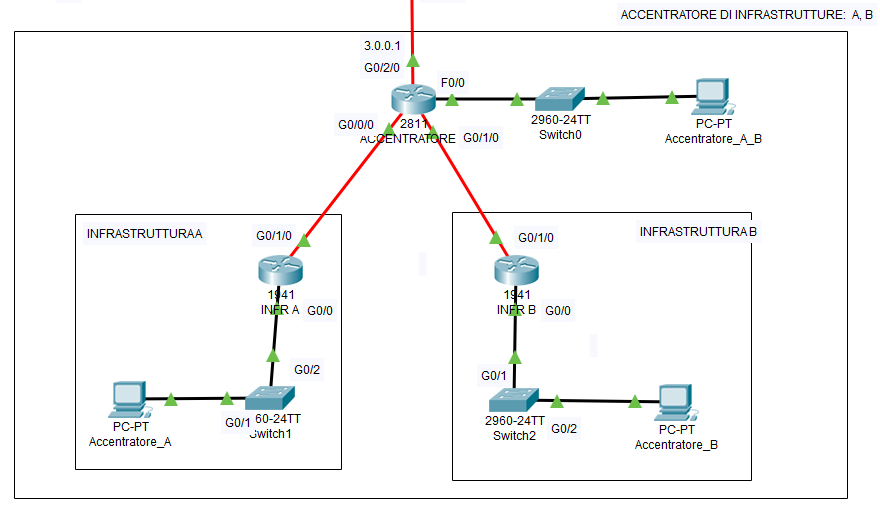 ACCENTRATORE DI INFRASTRUTTURE: A, B
3.0.0.1
G0/2/0
F0/0
G0/0/0
2811
ACCENTRATORE
G0/1/0
2960-24TT
Switch0
PC-PT
Accentratore_A_B
INFRASTRUTTURA A
G0/1/0
1941
INFR A
G0/0
G0/2
G0/1
60-24TT
Switch1
PC-PT
Accentratore_A
INFRASTRUTTURA B
G0/1/0
1941
INFR B
G0/0
G0/1
2960-24TT
Switch2
G0/2
PC-PT
Accentratore_B